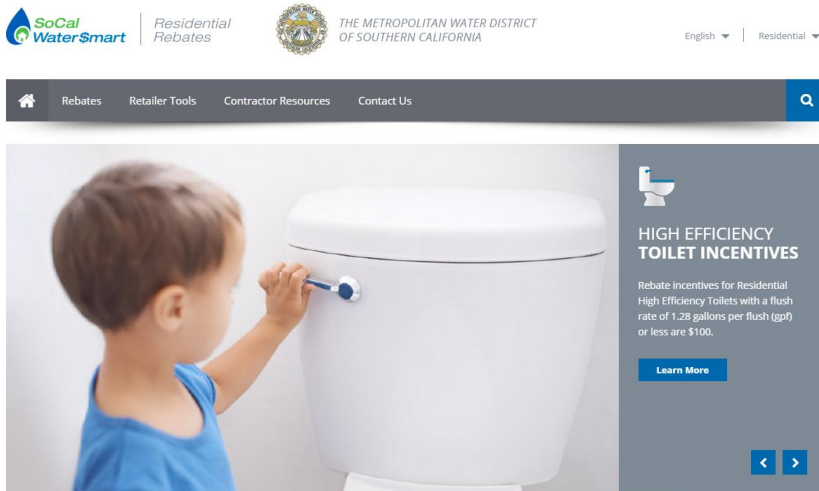 SoCal
Water$mart
Residential
Rebates
THE METROPOLITAN WATER DISTRICT
OF SOUTHERN CALIFORNIA
English
Residential
Rebates
Retailer Tools
Contractor Resources
Contact Us
HIGH EFFICIENCY
TOILET INCENTIVES
Rebate incentives for Residential
High Efficiency Toilets with a flush
rate of 1.28 gallons per flush (gpf)
or less are $100.
Learn More